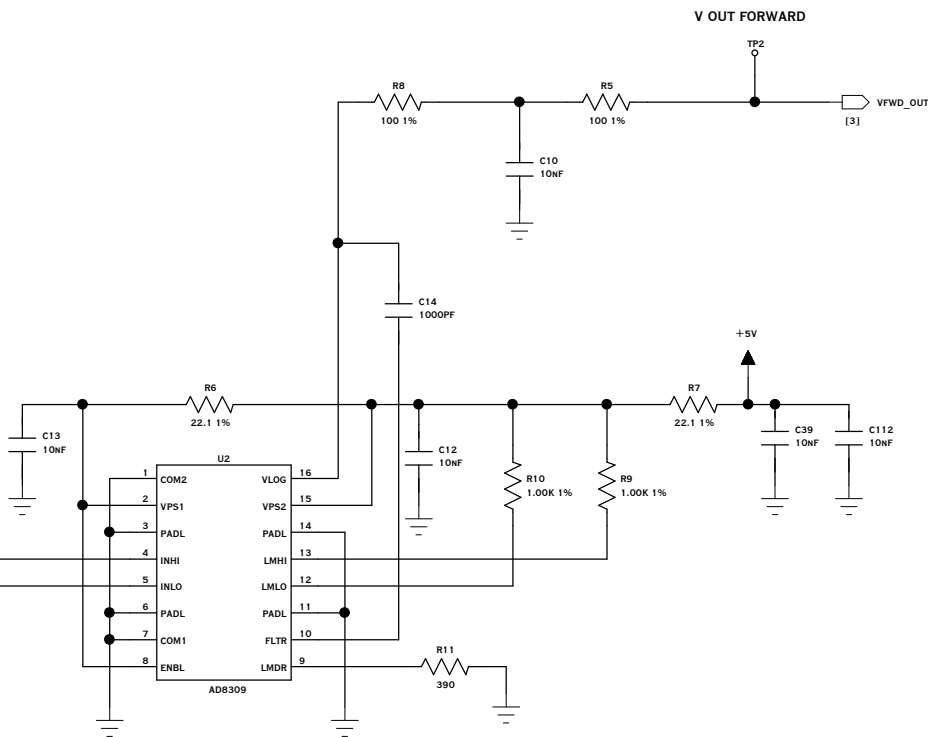 V OUT FORWARD
TP2
R8
R5
100 1%
100 1%
VFWD_OUT
[3]
C10
10NF
C14
1000PF
+5V
R6
R7
22.1 1%
22.1 1%
C13
10NF
C12
10NF
C39
10NF
C112
10NF
R10
1.00K 1%
R9
1.00K 1%
U2
1 COM2 VLOG 16
2 VPS1 VPS2 15
3 PADL PADL 14
4 INHI LMHI 13
5 INLO LMLO 12
6 PADL PADL 11
7 COM1 FLTR 10
8 ENBL LMDR 9
R11
390
AD8309